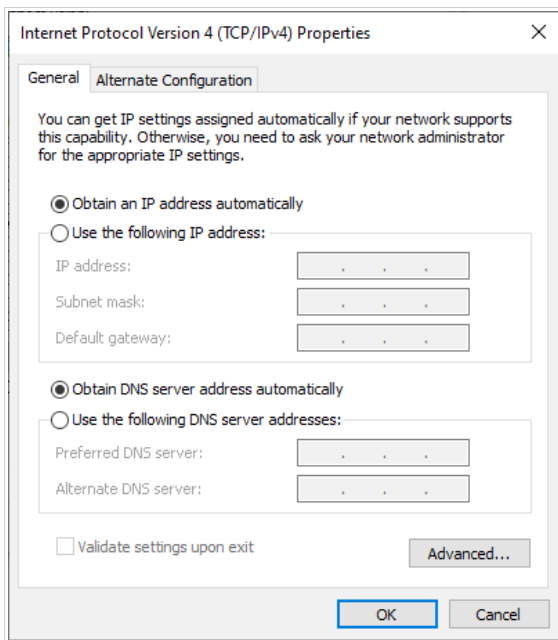 Internet Protocol Version 4 (TCP/IPv4) Properties
General
Alternate Configuration
You can get IP settings assigned automatically if your network supports
this capability. Otherwise, you need to ask your network administrator
for the appropriate IP settings.
Obtain an IP address automatically
Use the following IP address:
IP address:
Subnet mask:
Default gateway:
Obtain DNS server address automatically
Use the following DNS server addresses:
Preferred DNS server:
Alternate DNS server:
Validate settings upon exit
Advanced...
OK
Cancel